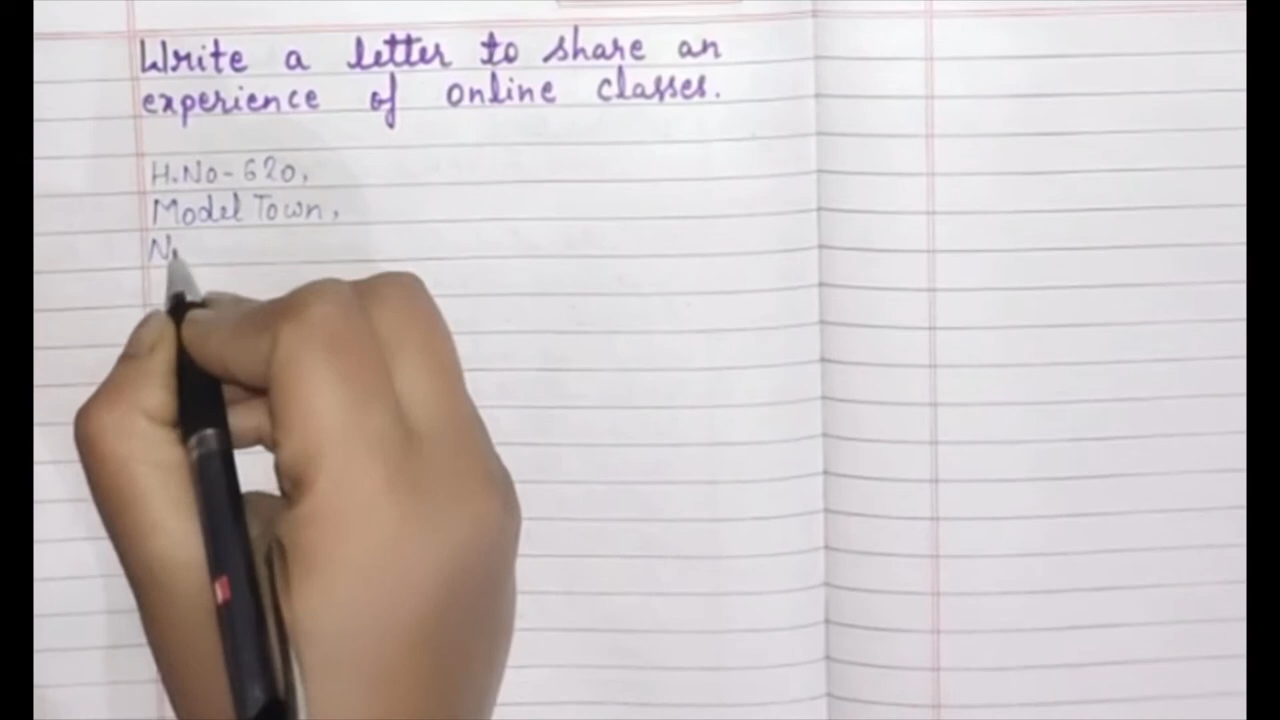 Write a letter to share an
experience of online classes.
H.No-620,
Model Town,